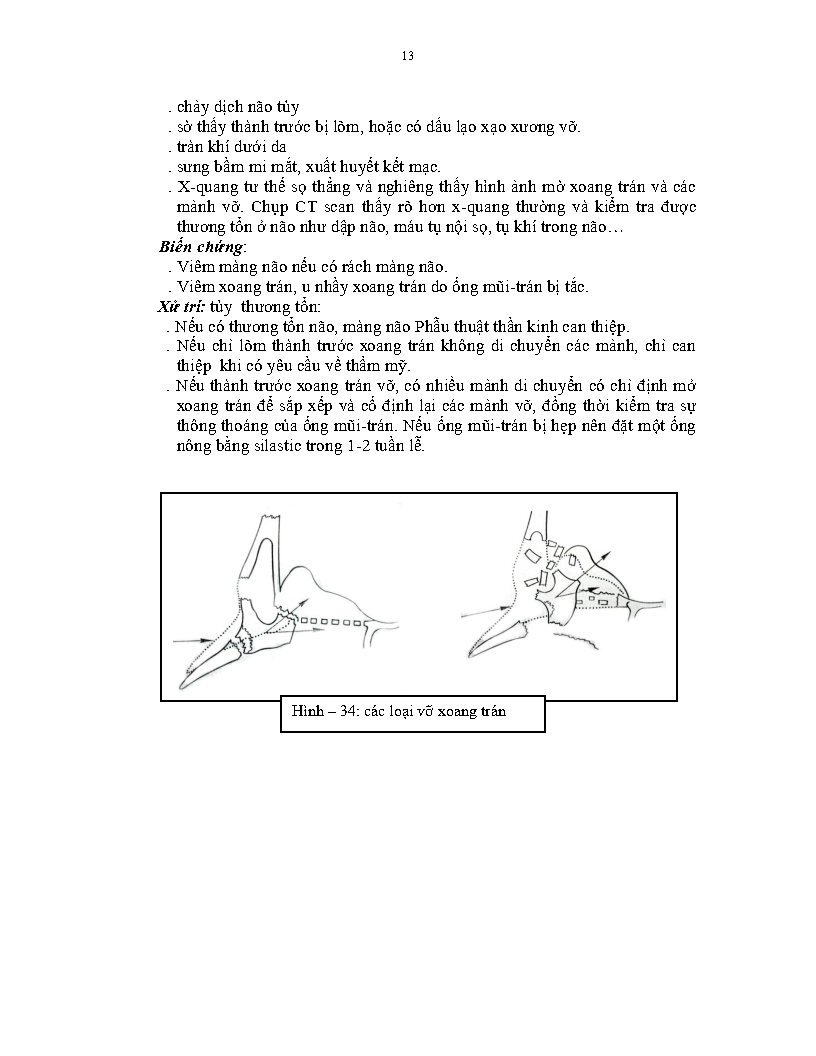 13
. chảy dịch não tủy
. sờ thấy thành trước bị lõm, hoặc có dấu lạo xạo xương vỡ.
. tràn khí dưới da
. sưng bầm mi mắt, xuất huyết kết mạc.
. X-quang tư thế sọ thẳng và nghiêng thấy hình ảnh mờ xoang trán và các
mảnh vỡ. Chụp CT scan thấy rõ hơn x-quang thường và kiểm tra được
thương tổn ở não như dập não, máu tụ nội sọ, tụ khí trong não…
Biến chứng:
. Viêm màng não nếu có rách màng não.
. Viêm xoang trán, u nhầy xoang trán do ống mũi-trán bị tắc.
Xử trí: tùy thương tổn:
. Nếu có thương tổn não, màng não Phẫu thuật thần kinh can thiệp.
. Nếu chỉ lõm thành trước xoang trán không di chuyển các mảnh, chỉ can
thiệp khi có yêu cầu về thẩm mỹ.
. Nếu thành trước xoang trán vỡ, có nhiều mảnh di chuyển có chỉ định mở
xoang trán để sắp xếp và cố định lại các mảnh vỡ, đồng thời kiểm tra sự
thông thoáng của ống mũi-trán. Nếu ống mũi-trán bị hẹp nên đặt một ống
nông bằng silastic trong 1-2 tuần lễ.
Hình – 34: các loại vỡ xoang trán